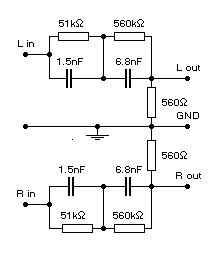 51kΩ 560kΩ
L in
1.5nF 6.8nF
L out
560Ω
GND
560Ω
1.5nF 6.8nF
R in
R out
51kΩ 560kΩ